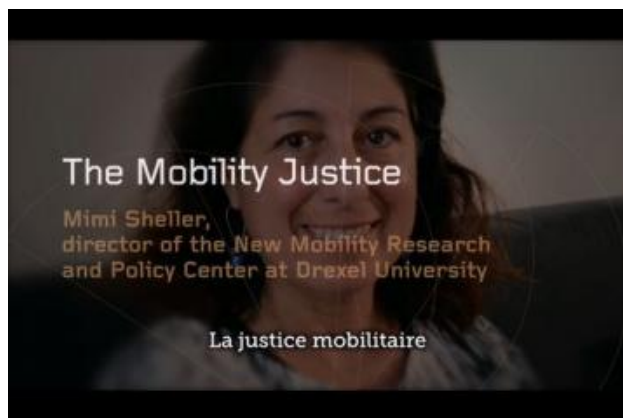 The Mobility Justice
Mimi Sheller,
director of the New Mobility Research
and Policy Center at Drexel University
La justice mobilitaire